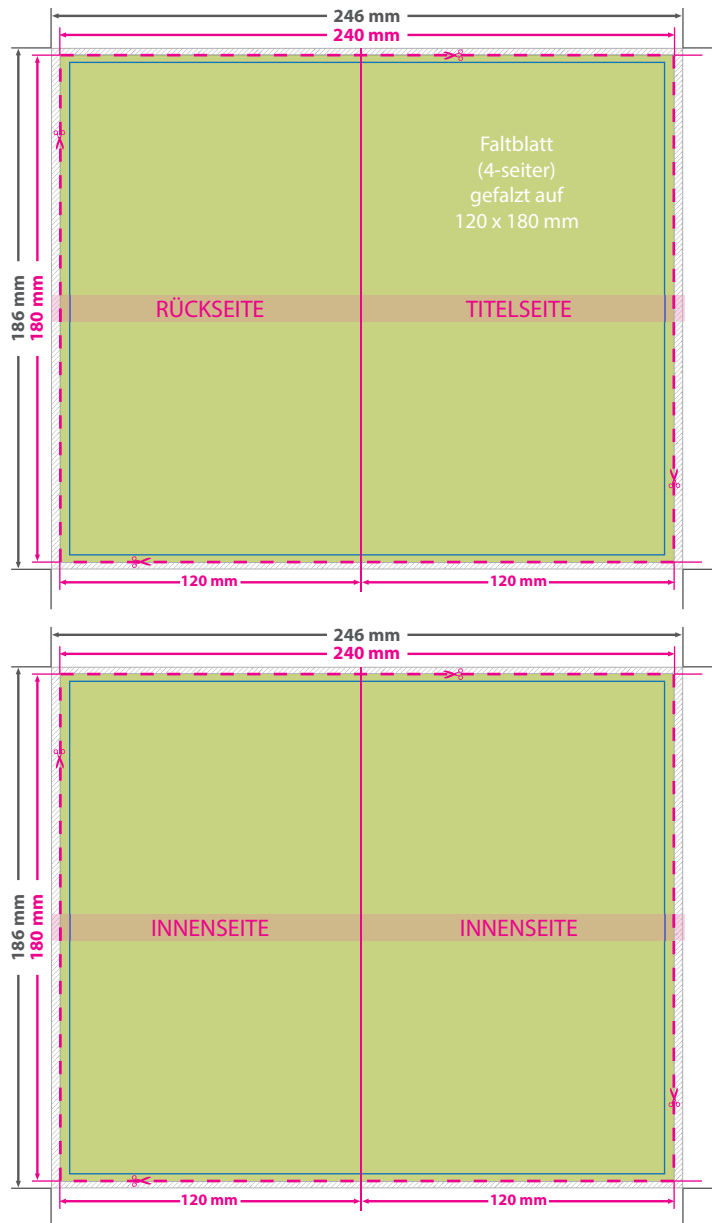 246 mm
240 mm
Faltblatt
(4-seiter)
gefalzt auf
120 x 180 mm
186 mm
180 mm
RÜCKSEITE
TITELSEITE
120 mm
120 mm
246 mm
240 mm
186 mm
180 mm
INNENSEITE
INNENSEITE
120 mm
120 mm